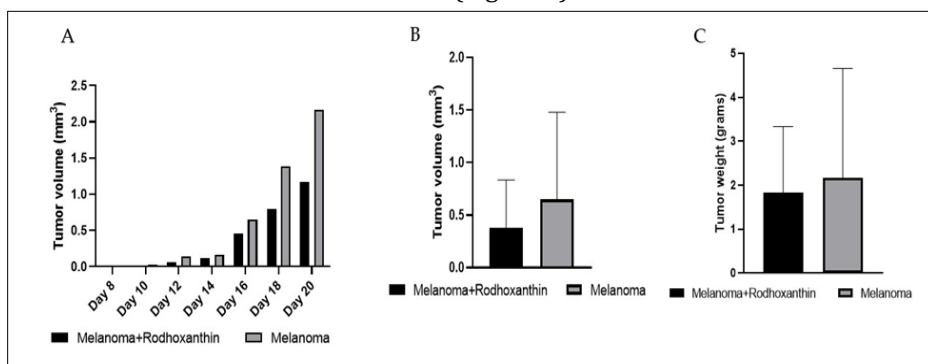 A
B
C
Tumor volume (mm³)
2.5
2.0
1.5
1.0
0.5
0.0
Day 8
Day 10
Day 12
Day 14
Day 16
Day 18
Day 20
Melanoma+Rodhoxanthin
Melanoma
Tumor volume (mm³)
2.0
1.5
1.0
0.5
0.0
Melanoma+Rodhoxanthin
Melanoma
Tumor weight (grams)
5
4
3
2
1
0
Melanoma+Rodhoxanthin
Melanoma